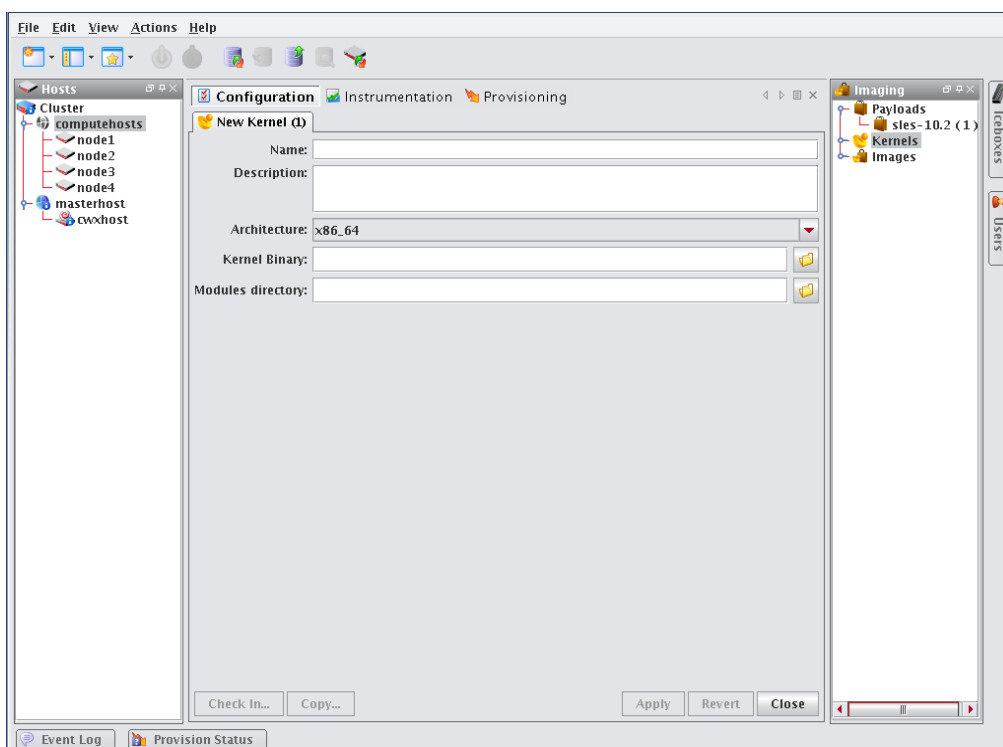 File Edit View Actions Help
Hosts
Cluster
computehosts
node1
node2
node3
node4
masterhost
cwxhost
Configuration Instrumentation Provisioning
New Kernel (1)
Name:
Description:
Architecture: x86_64
Kernel Binary:
Modules directory:
Check In... Copy... Apply Revert Close
Imaging
Payloads
sles-10.2 (1)
Kernels
Images
Iceboxes
Users
Event Log Provision Status